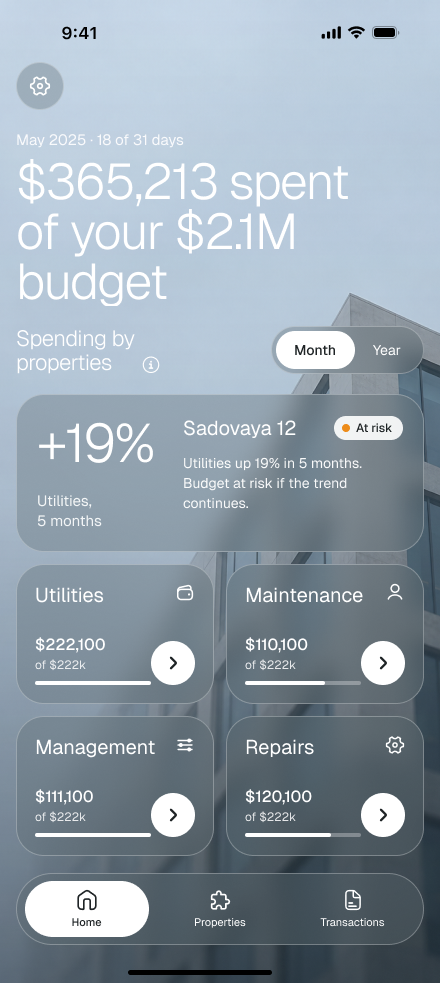 9:41
May 2025 · 18 of 31 days
$365,213 spent
of your $2.1M
budget
Spending by
properties
Month
Year
+19%
Utilities,
5 months
Sadovaya 12
At risk
Utilities up 19% in 5 months.
Budget at risk if the trend
continues.
Utilities
$222,100
of $222k
Maintenance
$110,100
of $222k
Management
$111,100
of $222k
Repairs
$120,100
of $222k
Home
Properties
Transactions